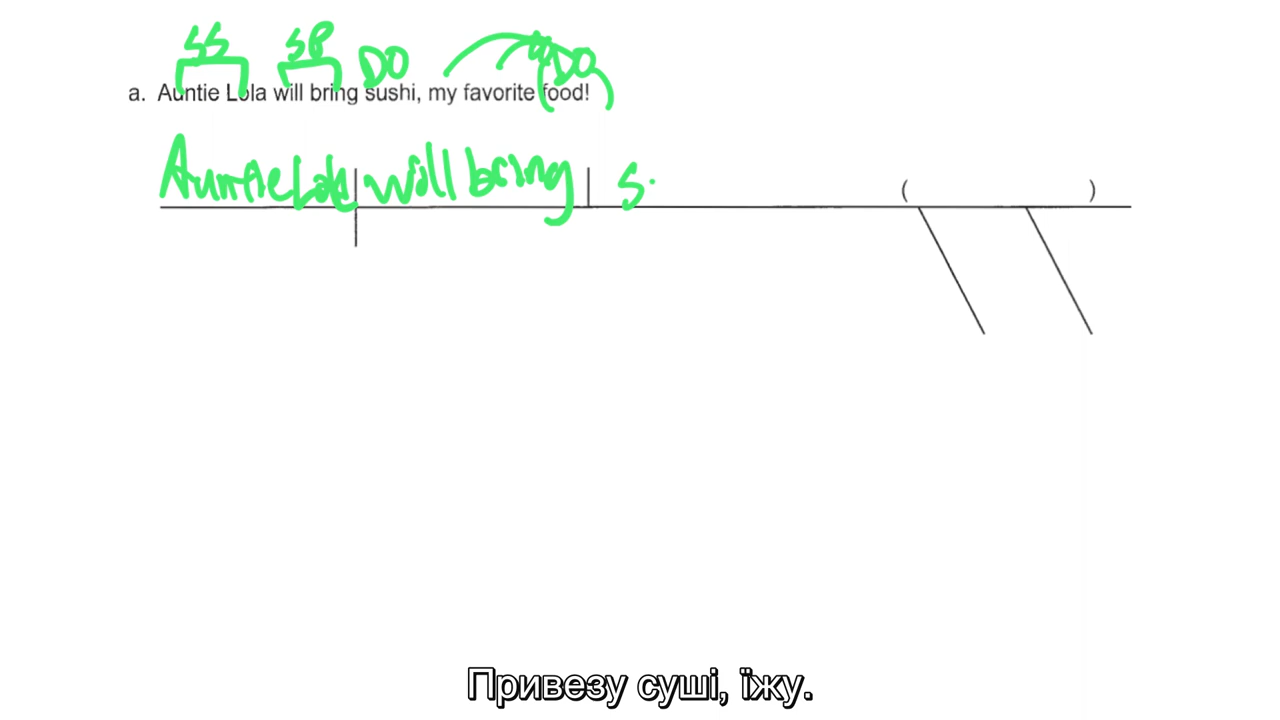 SS SP DO DO
a. Auntie Lola will bring sushi, my favorite food!
Auntie Lola will bring s
( )
Привезу суші, їжу.